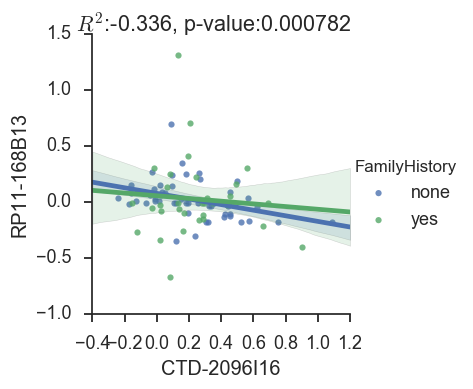 R²:-0.336, p-value:0.000782
1.5
1.0
0.5
0.0
−0.5
−1.0
RP11-168B13
−0.4 −0.2 0.0 0.2 0.4 0.6 0.8 1.0 1.2
CTD-2096I16
FamilyHistory
none
yes